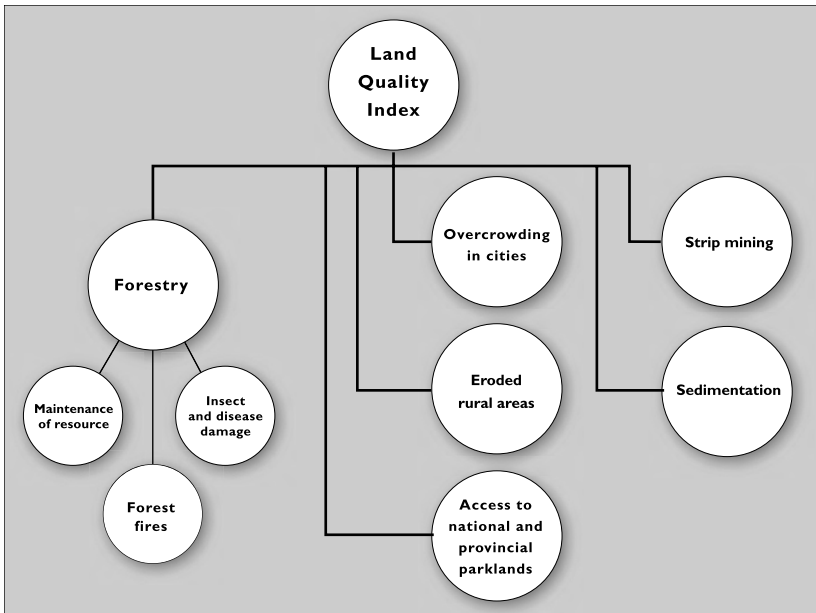 Land
Quality
Index
Forestry
Maintenance
of resource
Forest
fires
Insect
and disease
damage
Overcrowding
in cities
Eroded
rural areas
Access to
national and
provincial
parklands
Strip mining
Sedimentation